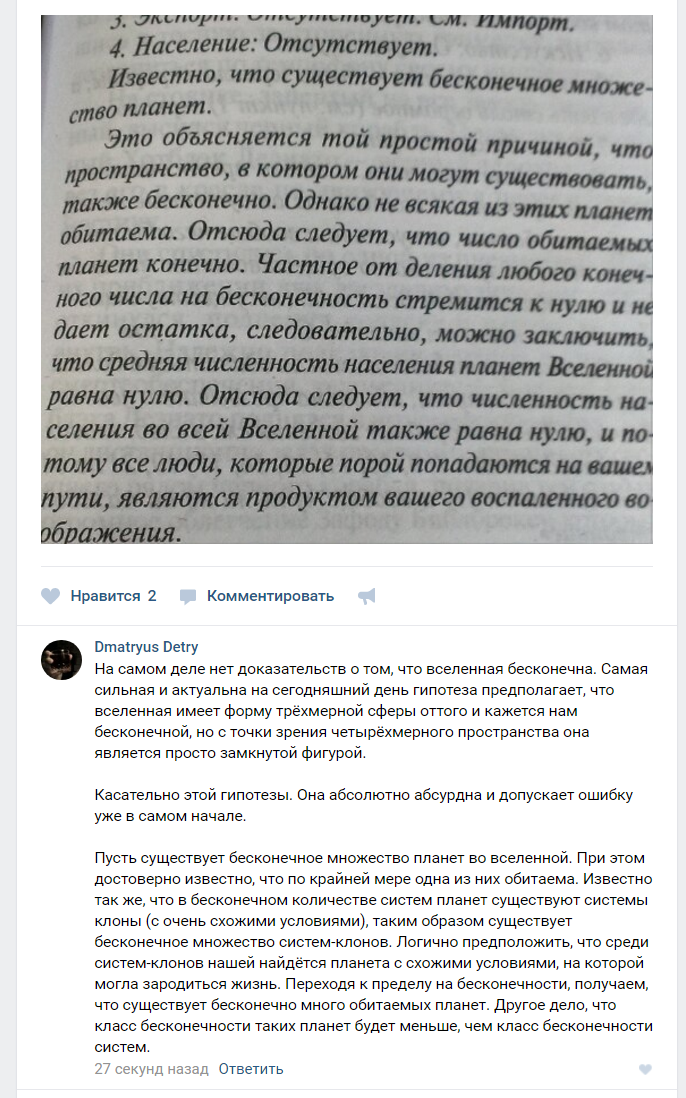 3. Экспорт: Отсутствует. См. Импорт.
4. Население: Отсутствует.
Известно, что существует бесконечное множе-
ство планет.
Это объясняется той простой причиной, что
пространство, в котором они могут существовать,
также бесконечно. Однако не всякая из этих планет
обитаема. Отсюда следует, что число обитаемых
планет конечно. Частное от деления любого конеч-
ного числа на бесконечность стремится к нулю и не
дает остатка, следовательно, можно заключить,
что средняя численность населения планет Вселенной
равна нулю. Отсюда следует, что численность на-
селения во всей Вселенной также равна нулю, и по-
тому все люди, которые порой попадаются на вашем
пути, являются продуктом вашего воспаленного во-
ображения.
Нравится 2 Комментировать
Dmatryus Detry
На самом деле нет доказательств о том, что вселенная бесконечна. Самая
сильная и актуальна на сегодняшний день гипотеза предполагает, что
вселенная имеет форму трёхмерной сферы оттого и кажется нам
бесконечной, но с точки зрения четырёхмерного пространства она
является просто замкнутой фигурой.
Касательно этой гипотезы. Она абсолютно абсурдна и допускает ошибку
уже в самом начале.
Пусть существует бесконечное множество планет во вселенной. При этом
достоверно известно, что по крайней мере одна из них обитаема. Известно
так же, что в бесконечном количестве систем планет существуют системы
клоны (с очень схожими условиями), таким образом существует
бесконечное множество систем-клонов. Логично предположить, что среди
систем-клонов нашей найдётся планета с схожими условиями, на которой
могла зародиться жизнь. Переходя к пределу на бесконечности, получаем,
что существует бесконечно много обитаемых планет. Другое дело, что
класс бесконечности таких планет будет меньше, чем класс бесконечности
систем.
27 секунд назад Ответить